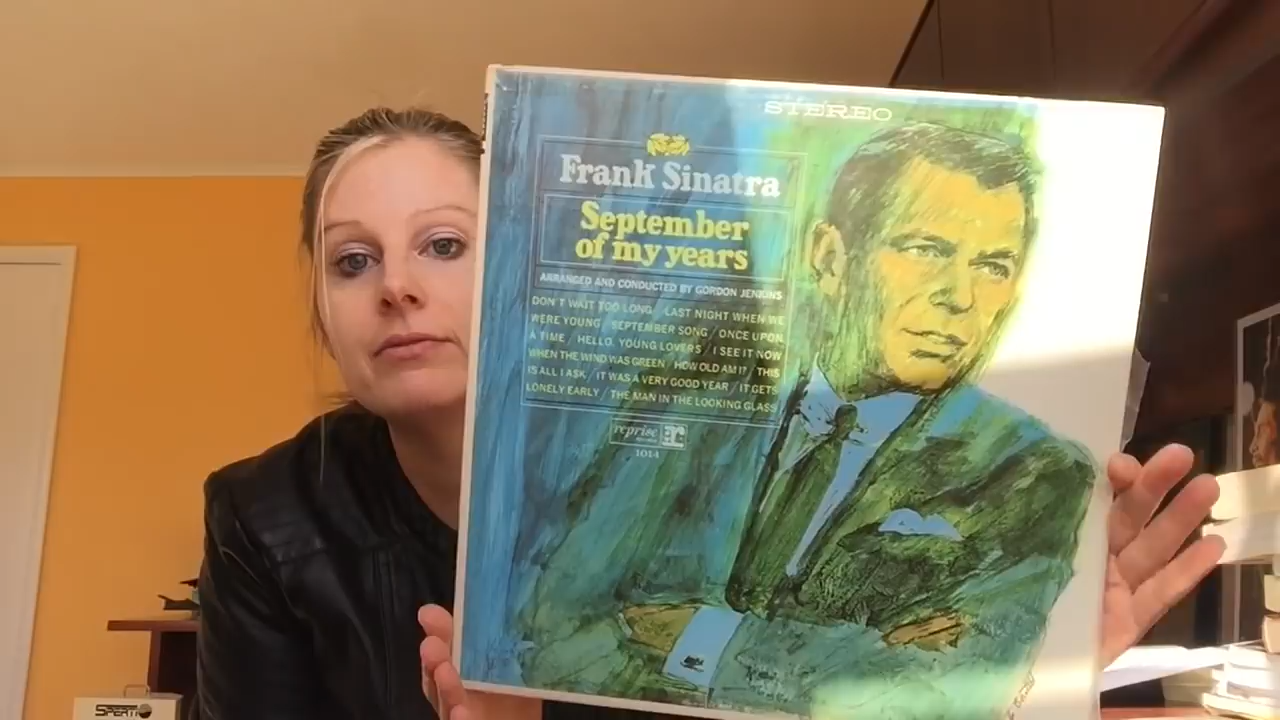 STEREO
Frank Sinatra
September
of my years
ARRANGED AND CONDUCTED BY GORDON JENKINS
DON'T WAIT TOO LONG / LAST NIGHT WHEN WE
WERE YOUNG / SEPTEMBER SONG / ONCE UPON
A TIME / HELLO, YOUNG LOVERS / I SEE IT NOW
WHEN THE WIND WAS GREEN / HOW OLD AM I? / THIS
IS ALL I ASK / IT WAS A VERY GOOD YEAR / IT GETS
LONELY EARLY / THE MAN IN THE LOOKING GLASS
reprise
1014
SPERTI